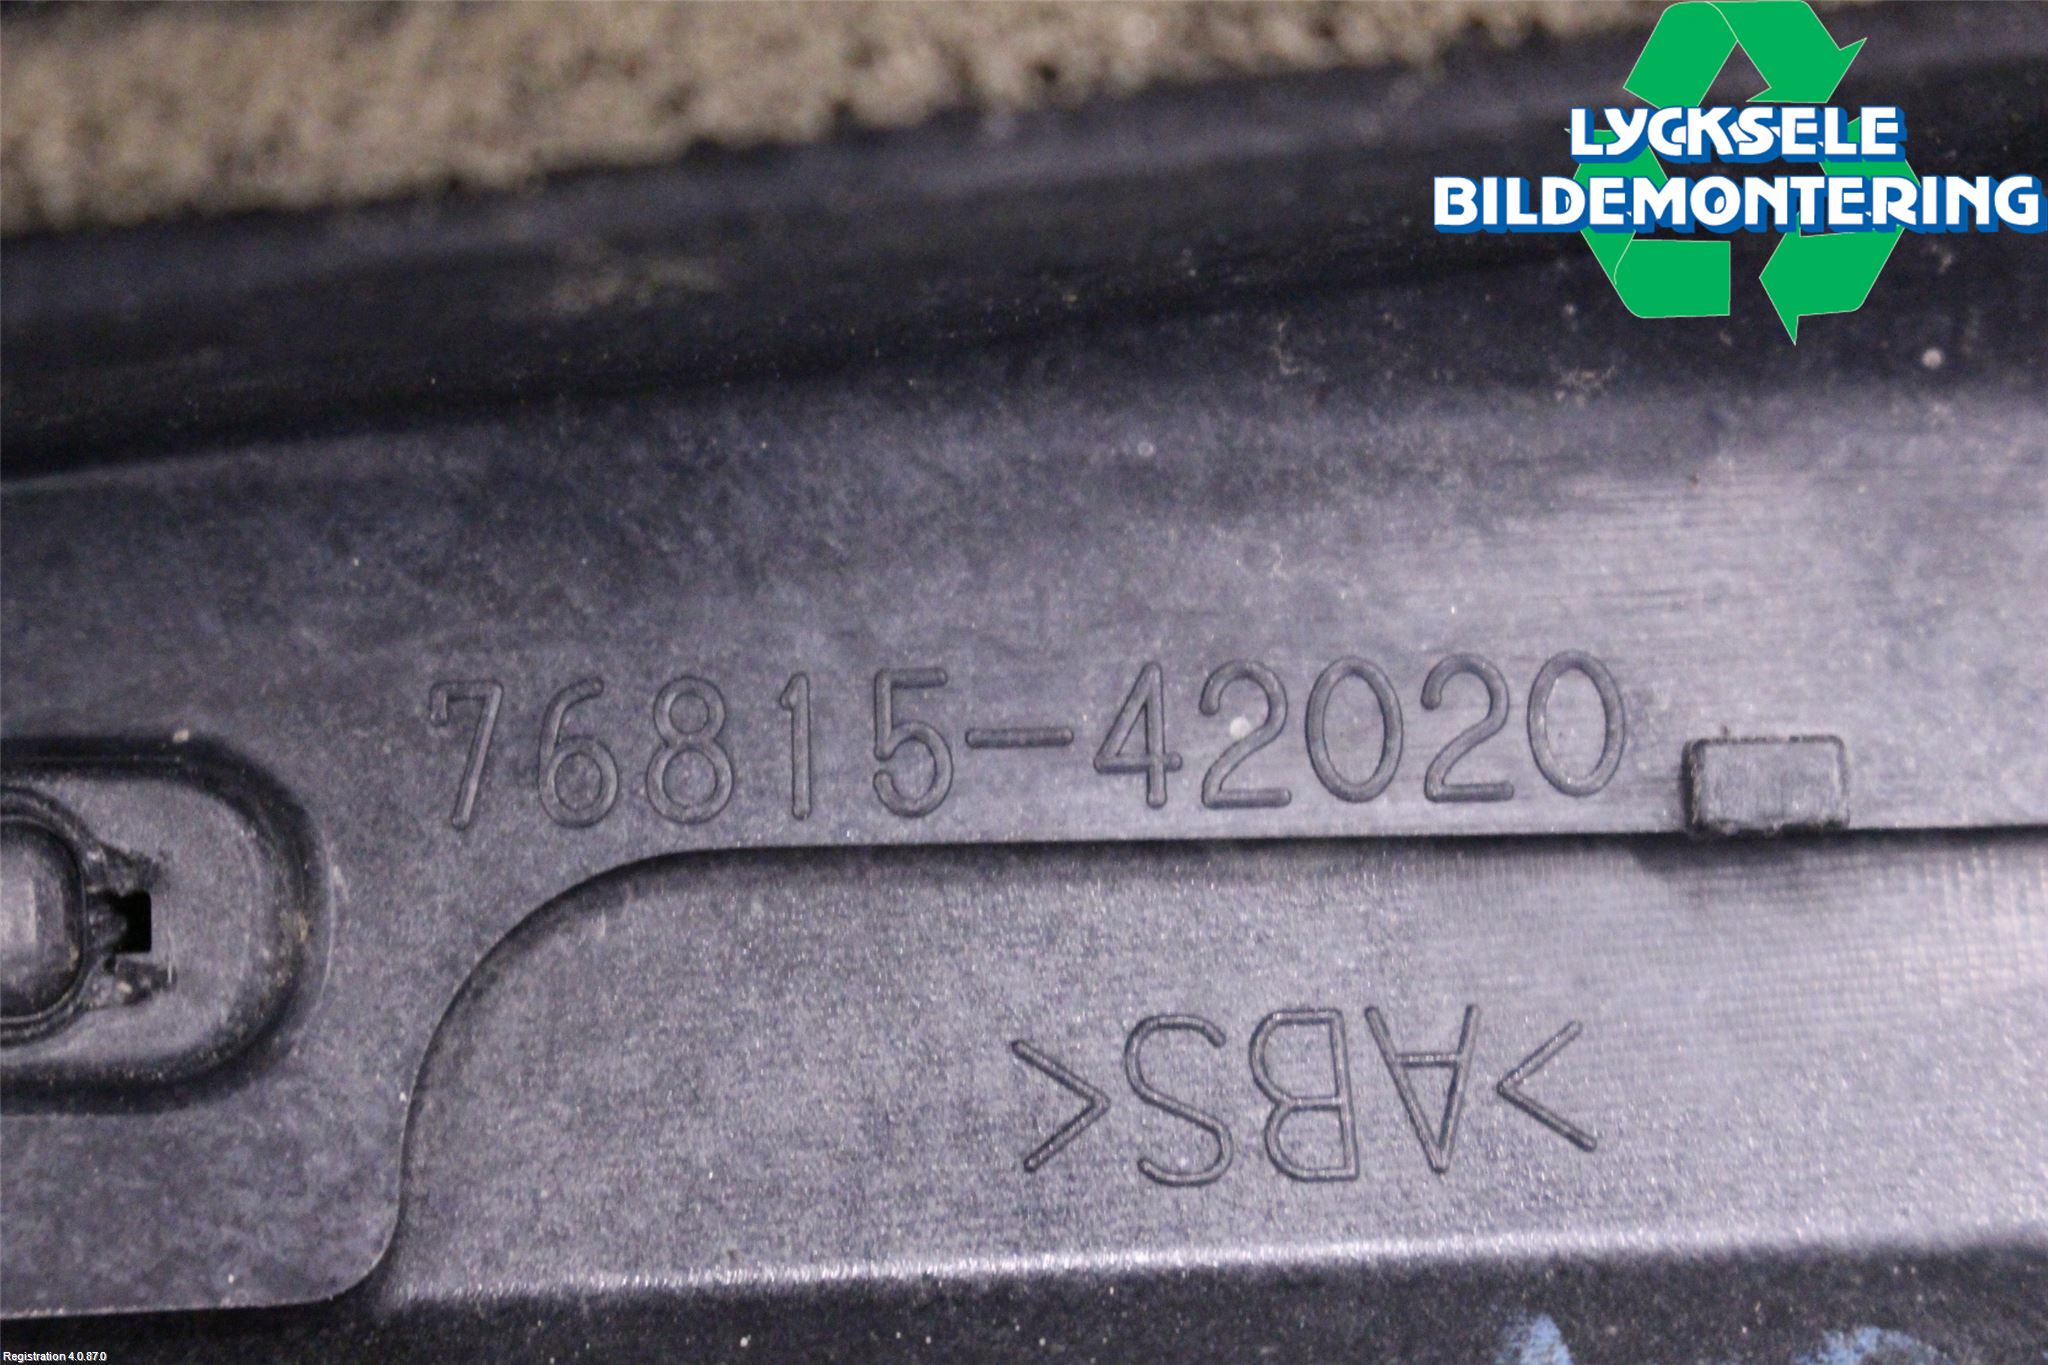 LYCKSELE
BILDEMONTERING
76815-42020
>ABS<
Registration 4.0.87.0